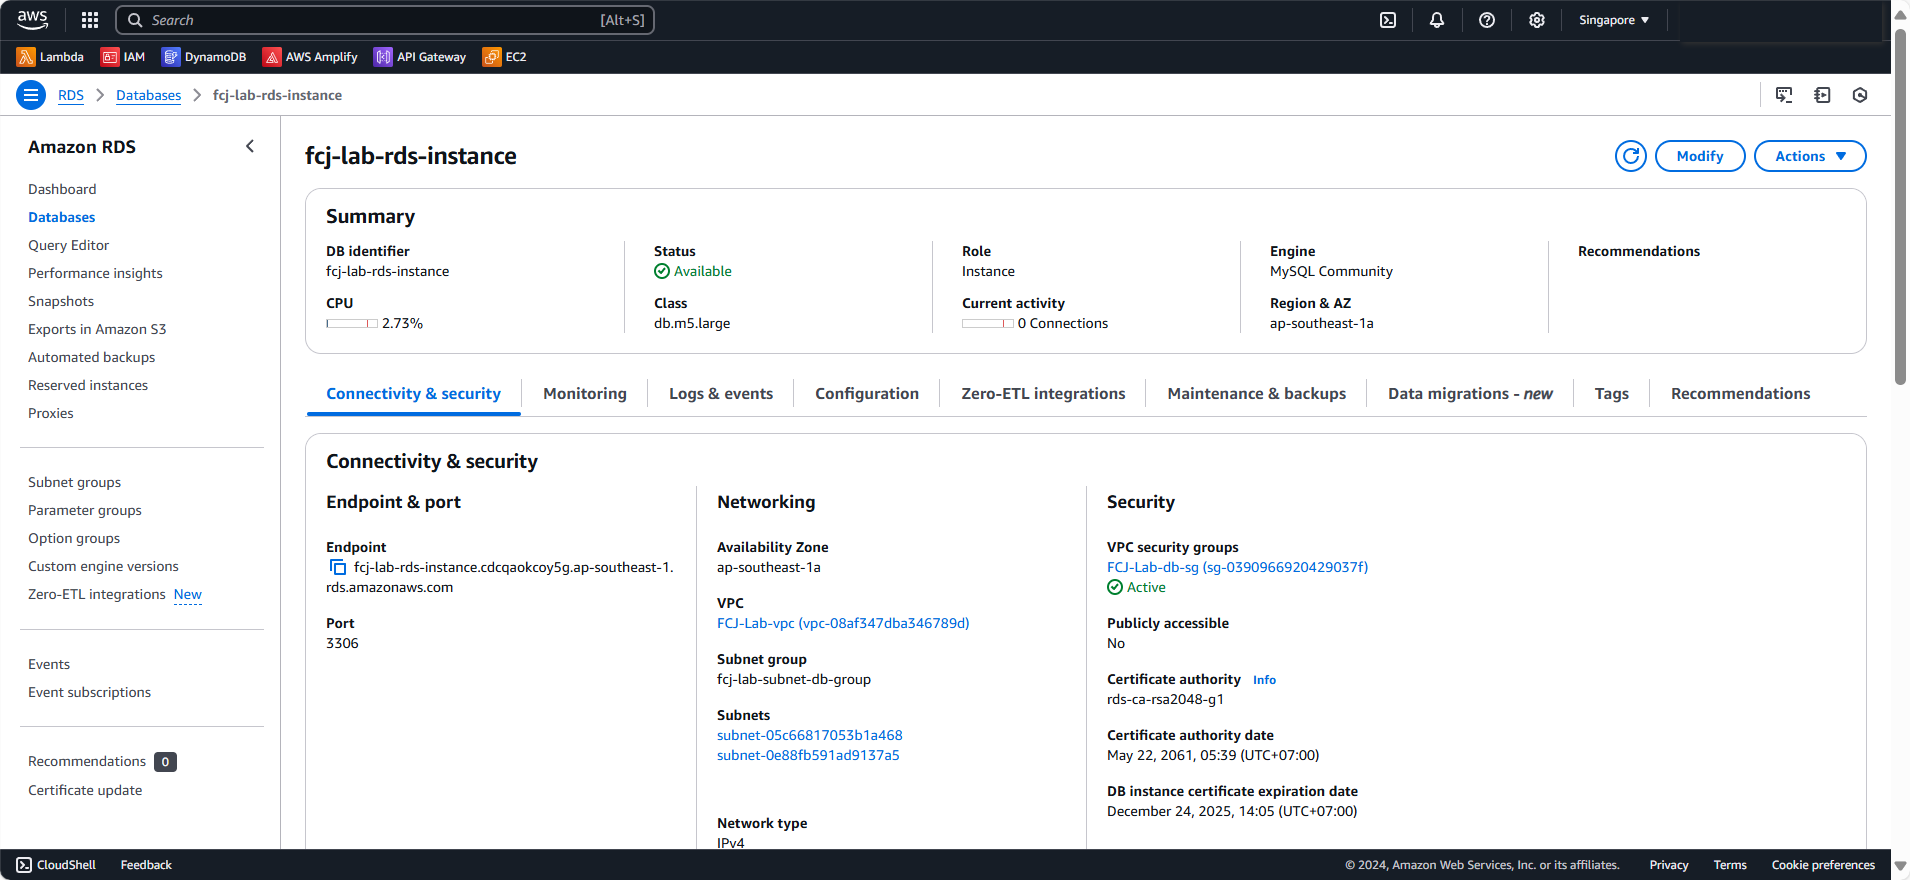 aws
Search [Alt+S]
Singapore
Lambda IAM DynamoDB AWS Amplify API Gateway EC2
RDS Databases fcj-lab-rds-instance
Amazon RDS
Dashboard
Databases
Query Editor
Performance insights
Snapshots
Exports in Amazon S3
Automated backups
Reserved instances
Proxies
Subnet groups
Parameter groups
Option groups
Custom engine versions
Zero-ETL integrations New
Events
Event subscriptions
Recommendations 0
Certificate update
fcj-lab-rds-instance
Modify
Actions
Summary
DB identifier
fcj-lab-rds-instance
CPU
2.73%
Status
Available
Class
db.m5.large
Role
Instance
Current activity
0 Connections
Engine
MySQL Community
Region & AZ
ap-southeast-1a
Recommendations
Connectivity & security
Monitoring
Logs & events
Configuration
Zero-ETL integrations
Maintenance & backups
Data migrations - new
Tags
Recommendations
Connectivity & security
Endpoint & port
Endpoint
fcj-lab-rds-instance.cdcqaokcoy5g.ap-southeast-1.
rds.amazonaws.com
Port
3306
Networking
Availability Zone
ap-southeast-1a
VPC
FCJ-Lab-vpc (vpc-08af347dba346789d)
Subnet group
fcj-lab-subnet-db-group
Subnets
subnet-05c66817053b1a468
subnet-0e88fb591ad9137a5
Network type
IPv4
Security
VPC security groups
FCJ-Lab-db-sg (sg-0390966920429037f)
Active
Publicly accessible
No
Certificate authority Info
rds-ca-rsa2048-g1
Certificate authority date
May 22, 2061, 05:39 (UTC+07:00)
DB instance certificate expiration date
December 24, 2025, 14:05 (UTC+07:00)
CloudShell Feedback © 2024, Amazon Web Services, Inc. or its affiliates. Privacy Terms Cookie preferences